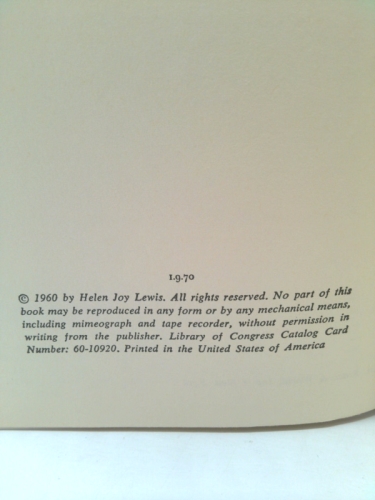 1.9.70
© 1960 by Helen Joy Lewis. All rights reserved. No part of this
book may be reproduced in any form or by any mechanical means,
including mimeograph and tape recorder, without permission in
writing from the publisher. Library of Congress Catalog Card
Number: 60-10920. Printed in the United States of America